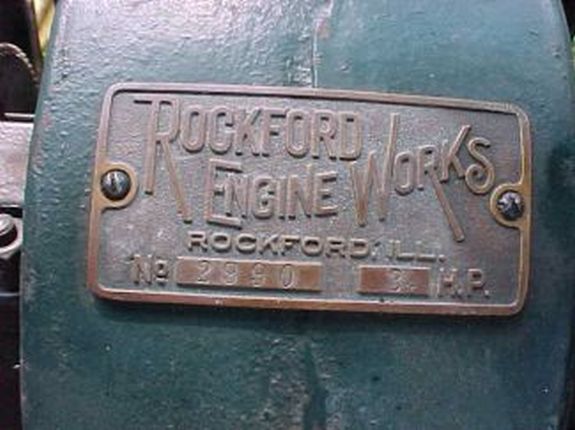 ROCKFORD
ENGINE WORKS
ROCKFORD, ILL.
No 2990 3 H.P.